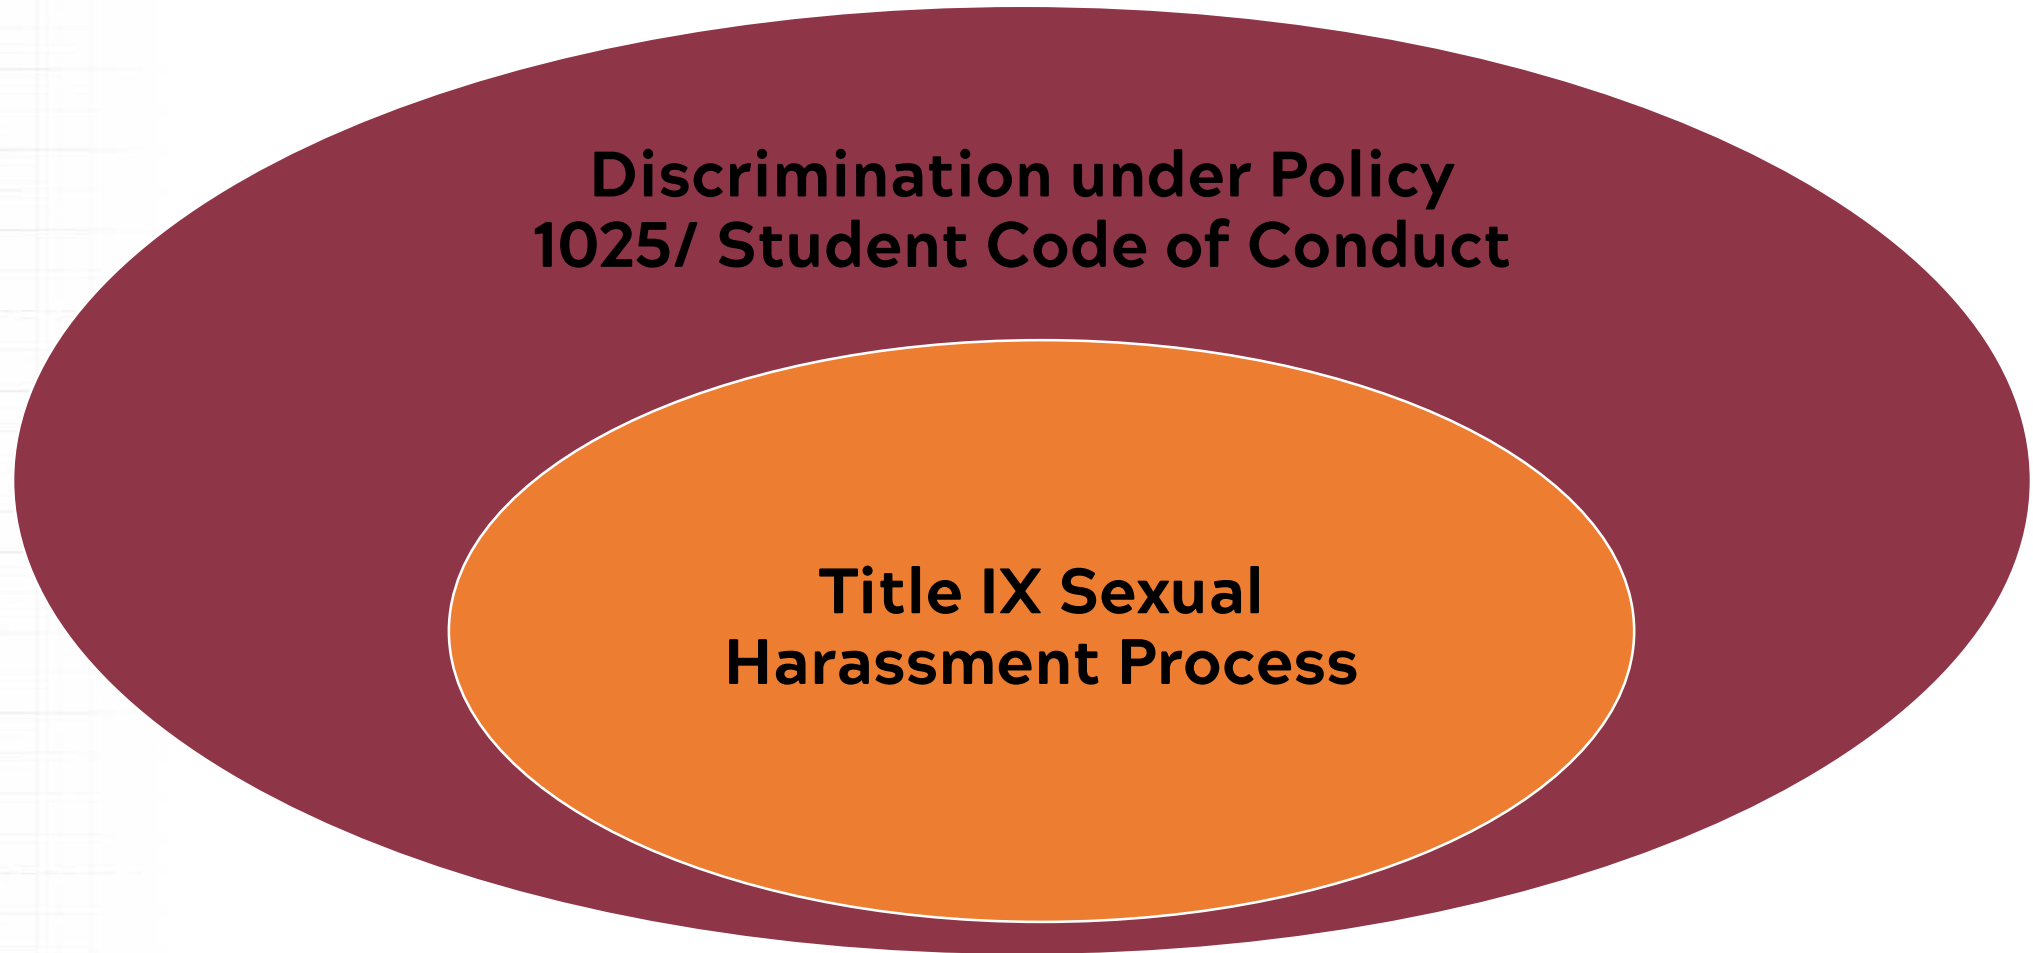 Discrimination under Policy
1025/ Student Code of Conduct
Title IX Sexual
Harassment Process